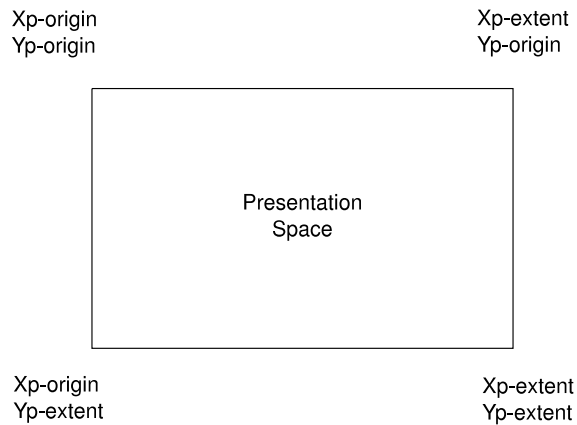 Xp-origin
Yp-origin
Xp-extent
Yp-origin
Presentation
Space
Xp-origin
Yp-extent
Xp-extent
Yp-extent